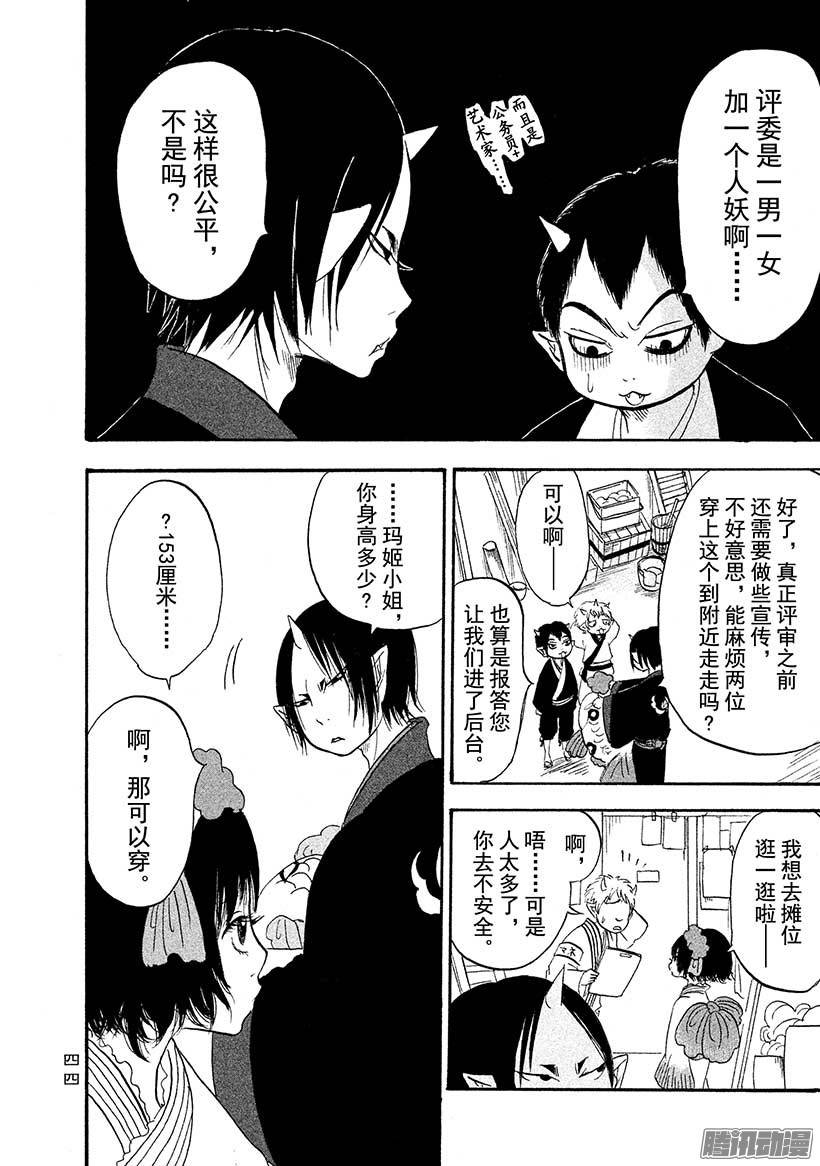 评委是一男一女
加一个人妖啊……
而且是
公务员+
艺术家……
这样很公平，
不是吗？
好了，真正评审之前
还需要做些宣传，
不好意思，能麻烦两位
穿上这个到附近走走吗？
可以啊——
也算是报答您
让我们进了后台。
我想去摊位
逛一逛啦——
啊，
唔……可是
人太多了，
你去不安全。
マネ
……玛姬小姐，
你身高多少？
？153厘米……
啊，那可以穿。
四四
腾讯动漫